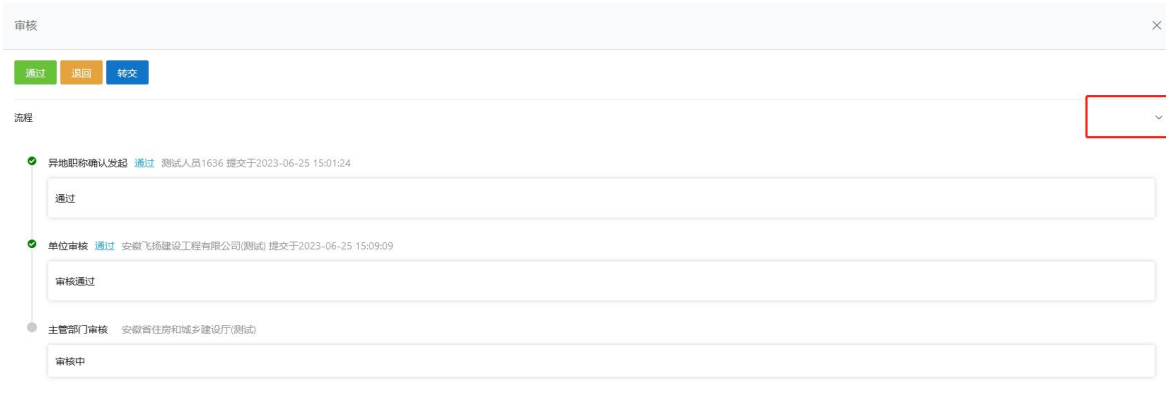 审核
通过 退回 转交
流程
异地职称确认发起 通过 测试人员1636 提交于2023-06-25 15:01:24
通过
单位审核 通过 安徽飞扬建设工程有限公司(测试) 提交于2023-06-25 15:09:09
审核通过
主管部门审核 安徽省住房和城乡建设厅(测试)
审核中